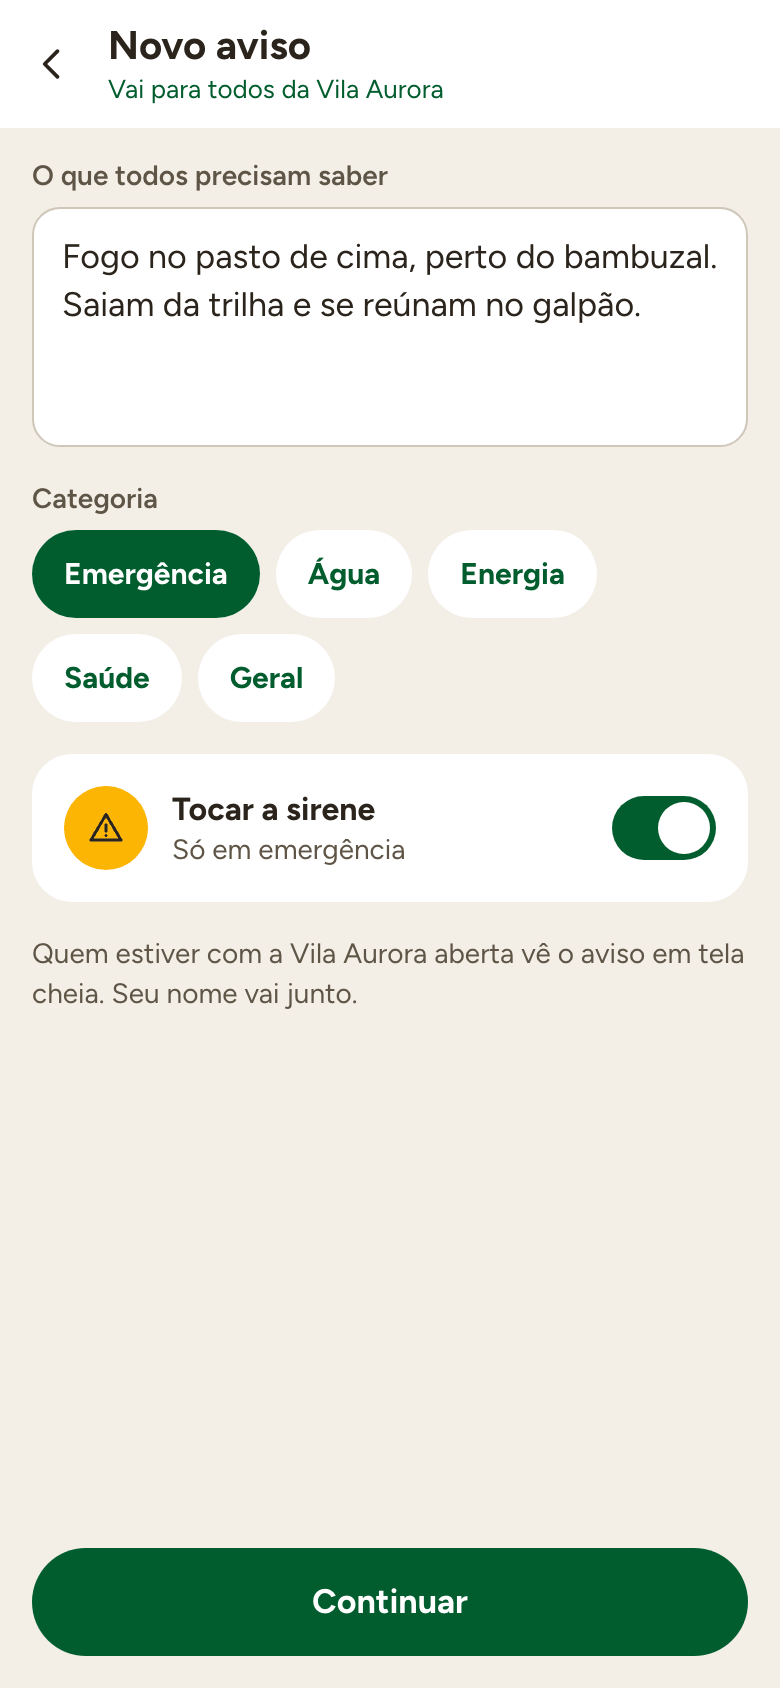 Novo aviso
Vai para todos da Vila Aurora
O que todos precisam saber
Fogo no pasto de cima, perto do bambuzal.
Saiam da trilha e se reúnam no galpão.
Categoria
Emergência
Água
Energia
Saúde
Geral
Tocar a sirene
Só em emergência
Quem estiver com a Vila Aurora aberta vê o aviso em tela
cheia. Seu nome vai junto.
Continuar